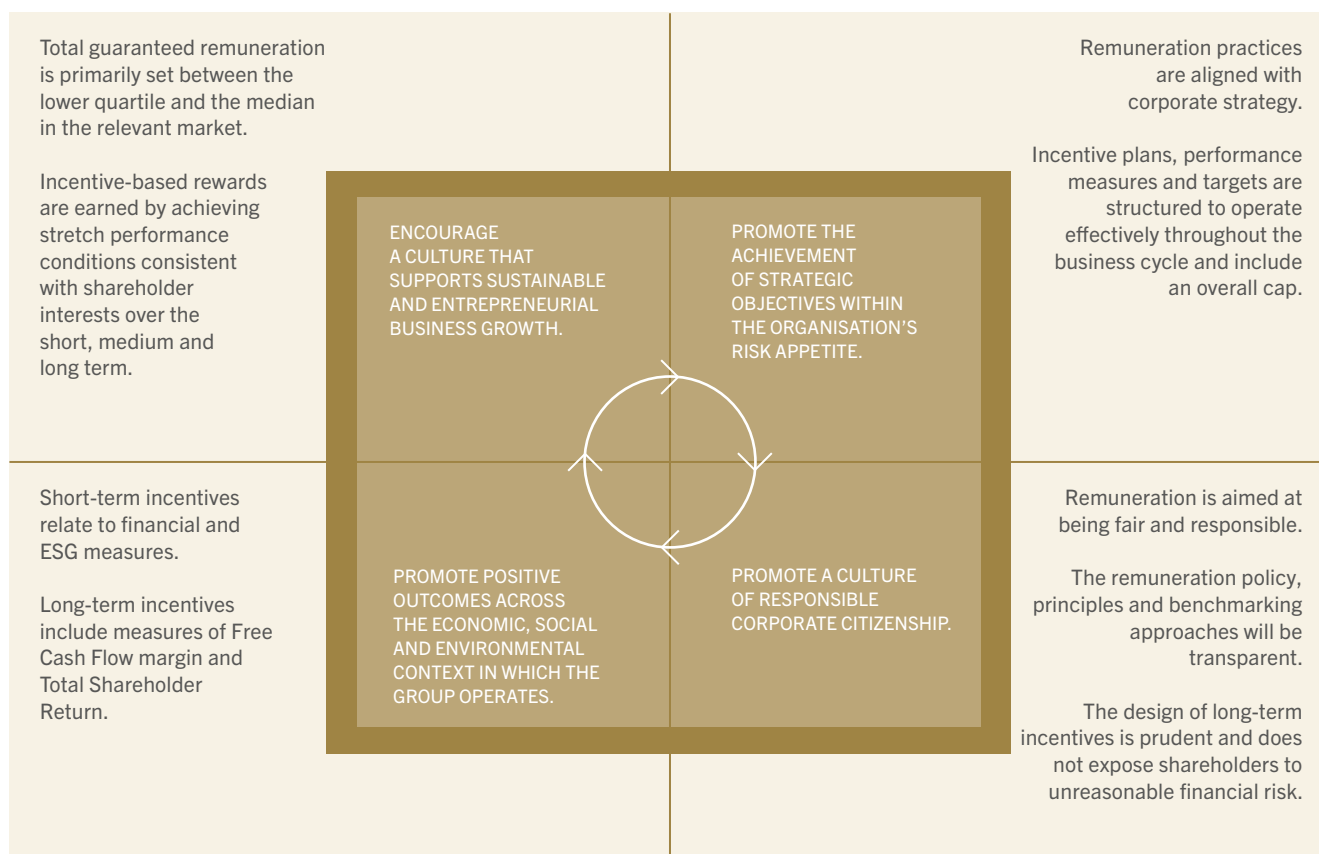 Total guaranteed remuneration
is primarily set between the
lower quartile and the median
in the relevant market.
Incentive-based rewards
are earned by achieving
stretch performance
conditions consistent
with shareholder
interests over the
short, medium and
long term.
ENCOURAGE
A CULTURE THAT
SUPPORTS SUSTAINABLE
AND ENTREPRENEURIAL
BUSINESS GROWTH.
PROMOTE THE
ACHIEVEMENT
OF STRATEGIC
OBJECTIVES WITHIN
THE ORGANISATION’S
RISK APPETITE.
Remuneration practices
are aligned with
corporate strategy.
Incentive plans, performance
measures and targets are
structured to operate
effectively throughout the
business cycle and include
an overall cap.
Short-term incentives
relate to financial and
ESG measures.
Long-term incentives
include measures of Free
Cash Flow margin and
Total Shareholder
Return.
PROMOTE POSITIVE
OUTCOMES ACROSS
THE ECONOMIC, SOCIAL
AND ENVIRONMENTAL
CONTEXT IN WHICH THE
GROUP OPERATES.
PROMOTE A CULTURE
OF RESPONSIBLE
CORPORATE CITIZENSHIP.
Remuneration is aimed at
being fair and responsible.
The remuneration policy,
principles and benchmarking
approaches will be
transparent.
The design of long-term
incentives is prudent and does
not expose shareholders to
unreasonable financial risk.